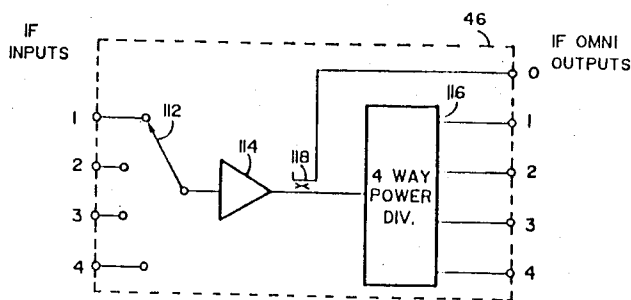 46
IF
INPUTS
IF OMNI
OUTPUTS
0
1
112
114
118
116
1
2
4 WAY
POWER
DIV.
2
3
3
4
4